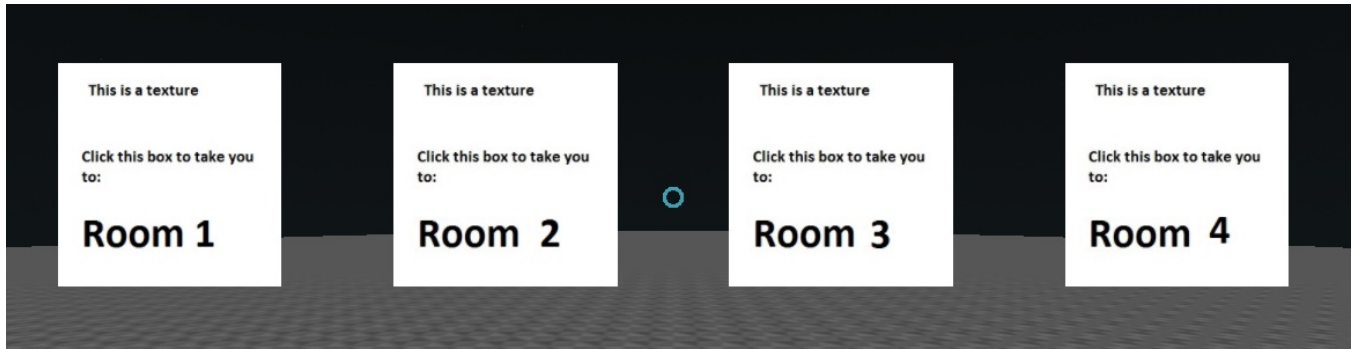 This is a texture
Click this box to take you
to:
Room 1
This is a texture
Click this box to take you
to:
Room 2
This is a texture
Click this box to take you
to:
Room 3
This is a texture
Click this box to take you
to:
Room 4